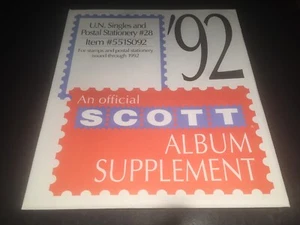 U.N. Singles and
Postal Stationery #28
Item #551S092
For stamps and postal stationery
issued through 1992
'92
An official
SCOTT
ALBUM
SUPPLEMENT